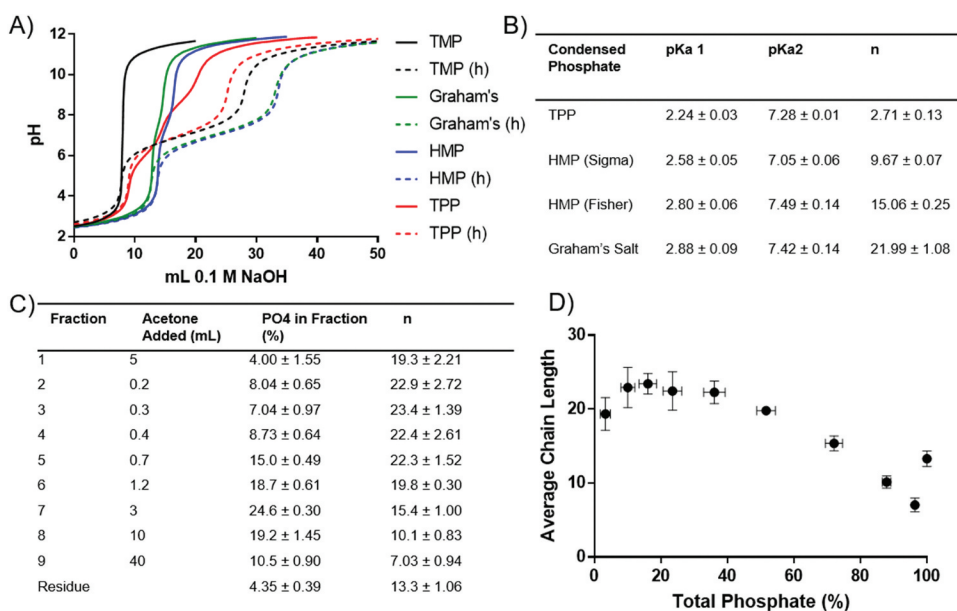 A)
12
10
8
6
4
2
pH
0 10 20 30 40 50
mL 0.1 M NaOH
TMP
TMP (h)
Graham's
Graham's (h)
HMP
HMP (h)
TPP
TPP (h)
B)
Condensed Phosphate pKa 1 pKa2 n
TPP 2.24 ± 0.03 7.28 ± 0.01 2.71 ± 0.13
HMP (Sigma) 2.58 ± 0.05 7.05 ± 0.06 9.67 ± 0.07
HMP (Fisher) 2.80 ± 0.06 7.49 ± 0.14 15.06 ± 0.25
Graham's Salt 2.88 ± 0.09 7.42 ± 0.14 21.99 ± 1.08
C)
Fraction Acetone Added (mL) PO4 in Fraction (%) n
1 5 4.00 ± 1.55 19.3 ± 2.21
2 0.2 8.04 ± 0.65 22.9 ± 2.72
3 0.3 7.04 ± 0.97 23.4 ± 1.39
4 0.4 8.73 ± 0.64 22.4 ± 2.61
5 0.7 15.0 ± 0.49 22.3 ± 1.52
6 1.2 18.7 ± 0.61 19.8 ± 0.30
7 3 24.6 ± 0.30 15.4 ± 1.00
8 10 19.2 ± 1.45 10.1 ± 0.83
9 40 10.5 ± 0.90 7.03 ± 0.94
Residue 4.35 ± 0.39 13.3 ± 1.06
D)
30
20
10
0
Average Chain Length
0 20 40 60 80 100
Total Phosphate (%)